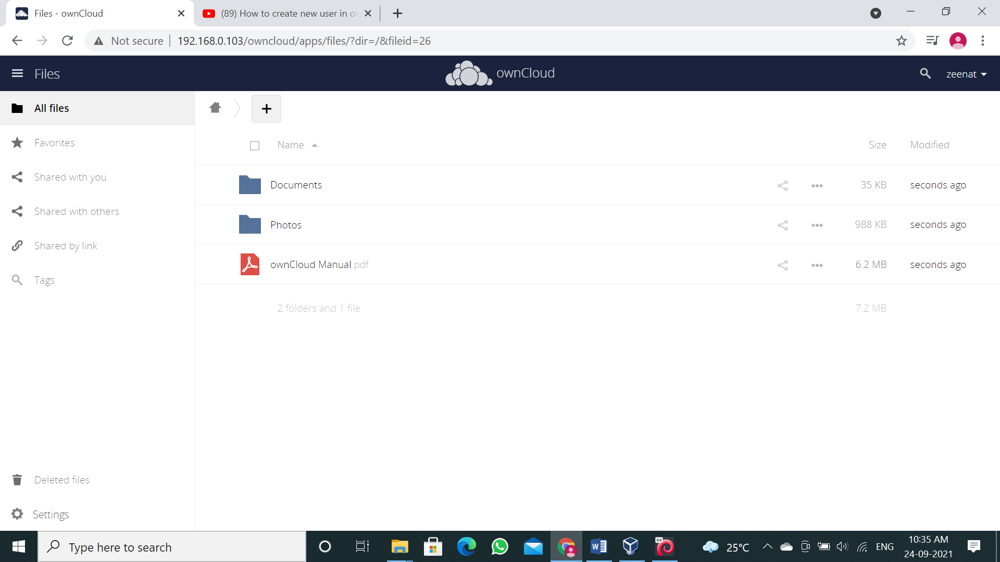 Files - ownCloud
(89) How to create new user in o
Not secure
192.168.0.103/owncloud/apps/files/?dir=/&fileid=26
Files
ownCloud
zeenat
All files
Favorites
Shared with you
Shared with others
Shared by link
Tags
Deleted files
Settings
Name Size Modified
Documents 35 KB seconds ago
Photos 988 KB seconds ago
ownCloud Manual.pdf 6.2 MB seconds ago
2 folders and 1 file 7.2 MB
Type here to search
64
25°C
ENG
10:35 AM
24-09-2021